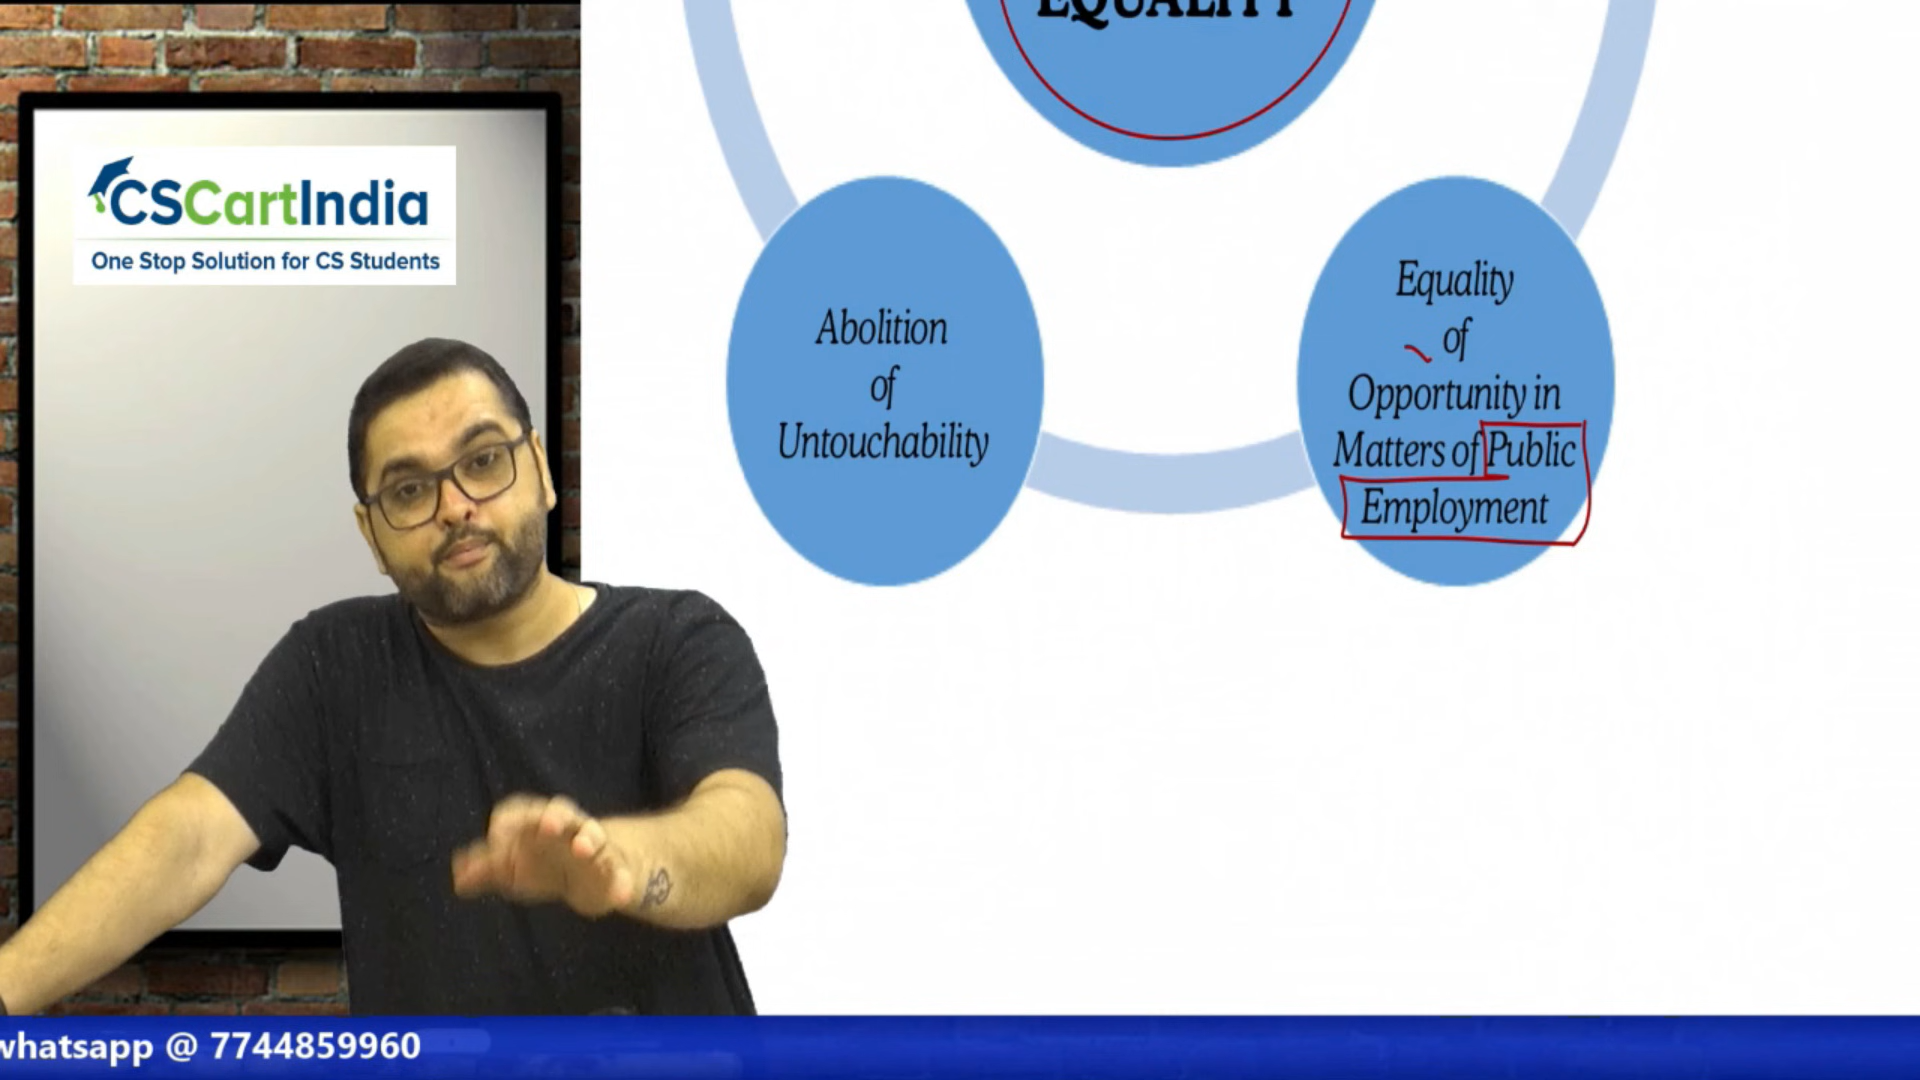 EQUALITY
CSCartIndia
One Stop Solution for CS Students
Abolition
of
Untouchability
Equality
of
Opportunity in
Matters of Public
Employment
whatsapp @ 7744859960